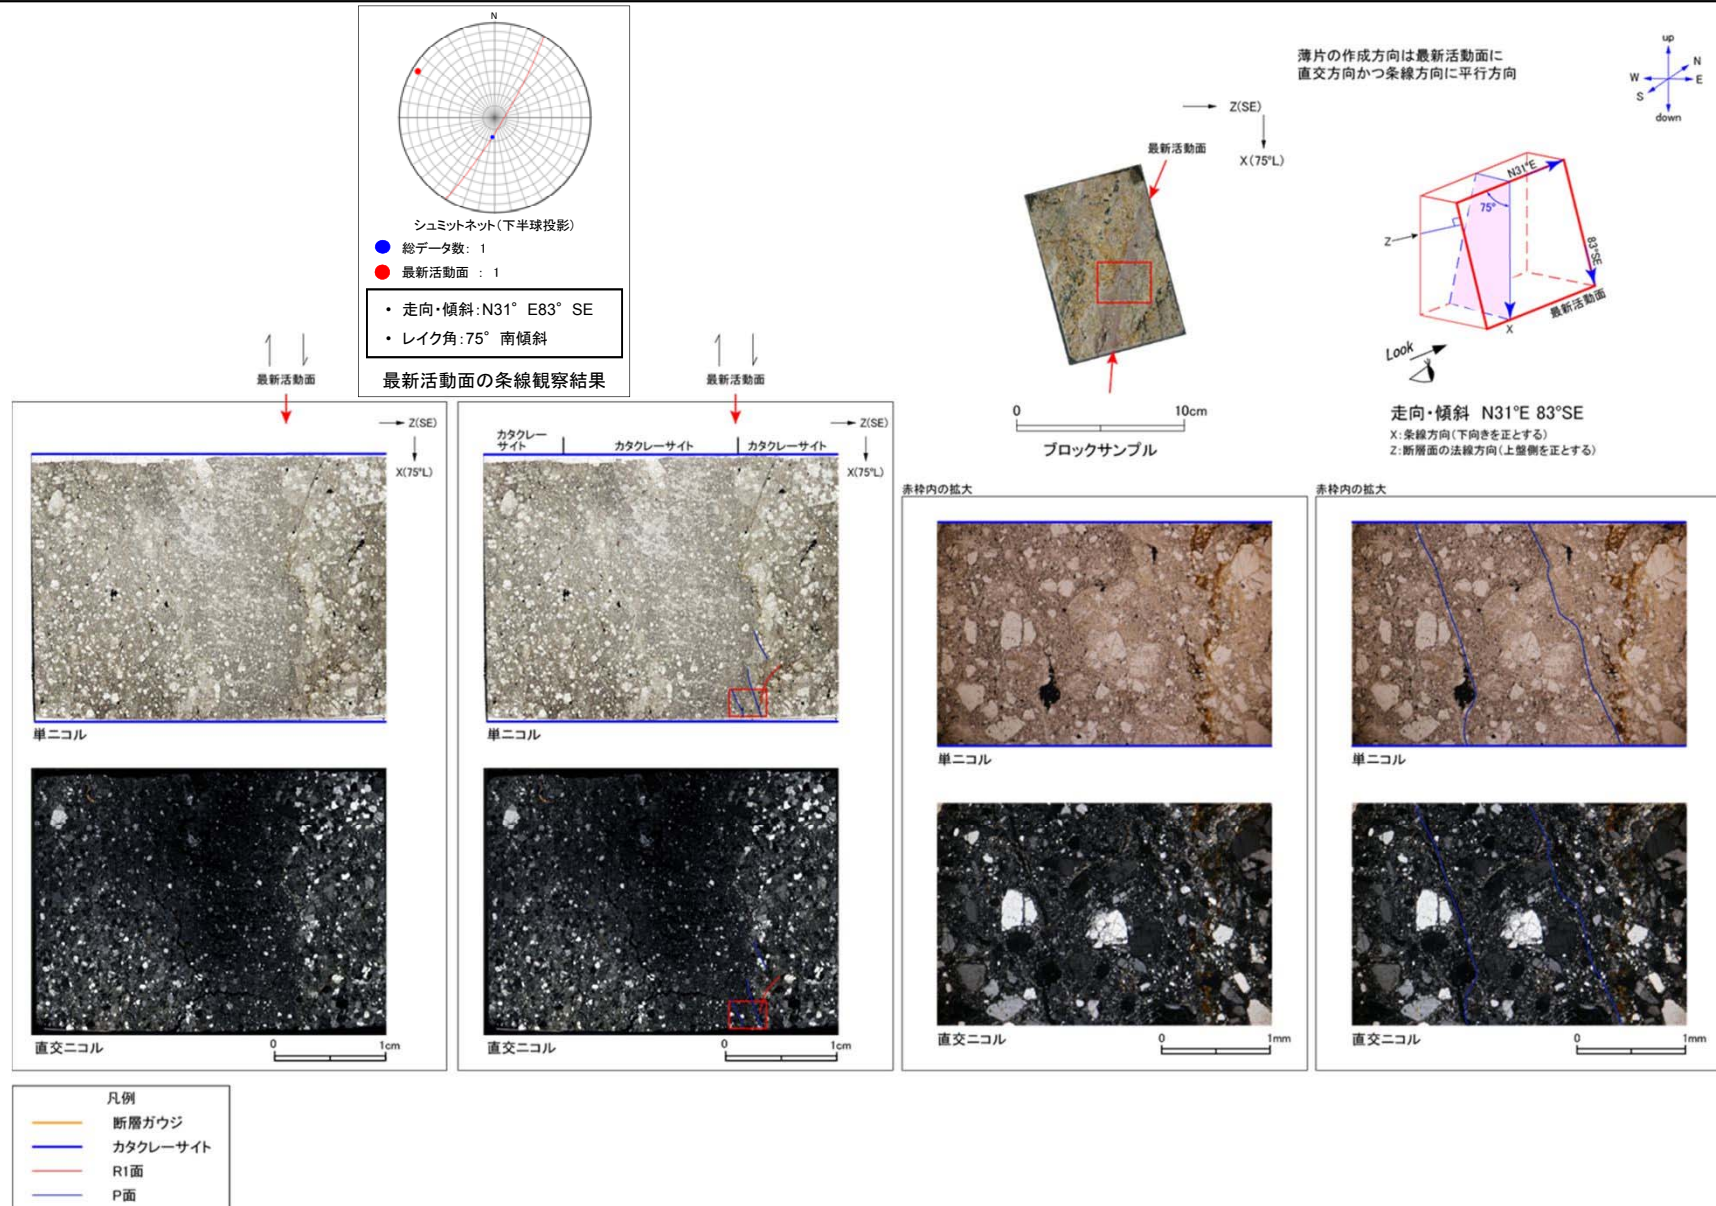 N
シュミットネット(下半球投影)
総データ数: 1
最新活動面 : 1
・ 走向・傾斜:N31° E83° SE
・ レイク角:75° 南傾斜
最新活動面の条線観察結果
薄片の作成方向は最新活動面に
直交方向かつ条線方向に平行方向
up
N
W
E
S
down
Z(SE)
X(75°L)
最新活動面
0
10cm
ブロックサンプル
N31°E
75°
Z
83°SE
最新活動面
X
Look
走向・傾斜 N31°E 83°SE
X:条線方向(下向きを正とする)
Z:断層面の法線方向(上盤側を正とする)
最新活動面
Z(SE)
X(75°L)
単ニコル
直交ニコル
0
1cm
最新活動面
Z(SE)
X(75°L)
カタクレー
サイト
カタクレーサイト
カタクレーサイト
単ニコル
直交ニコル
0
1cm
赤枠内の拡大
単ニコル
直交ニコル
0
1mm
赤枠内の拡大
単ニコル
直交ニコル
0
1mm
凡例
断層ガウジ
カタクレーサイト
R1面
P面